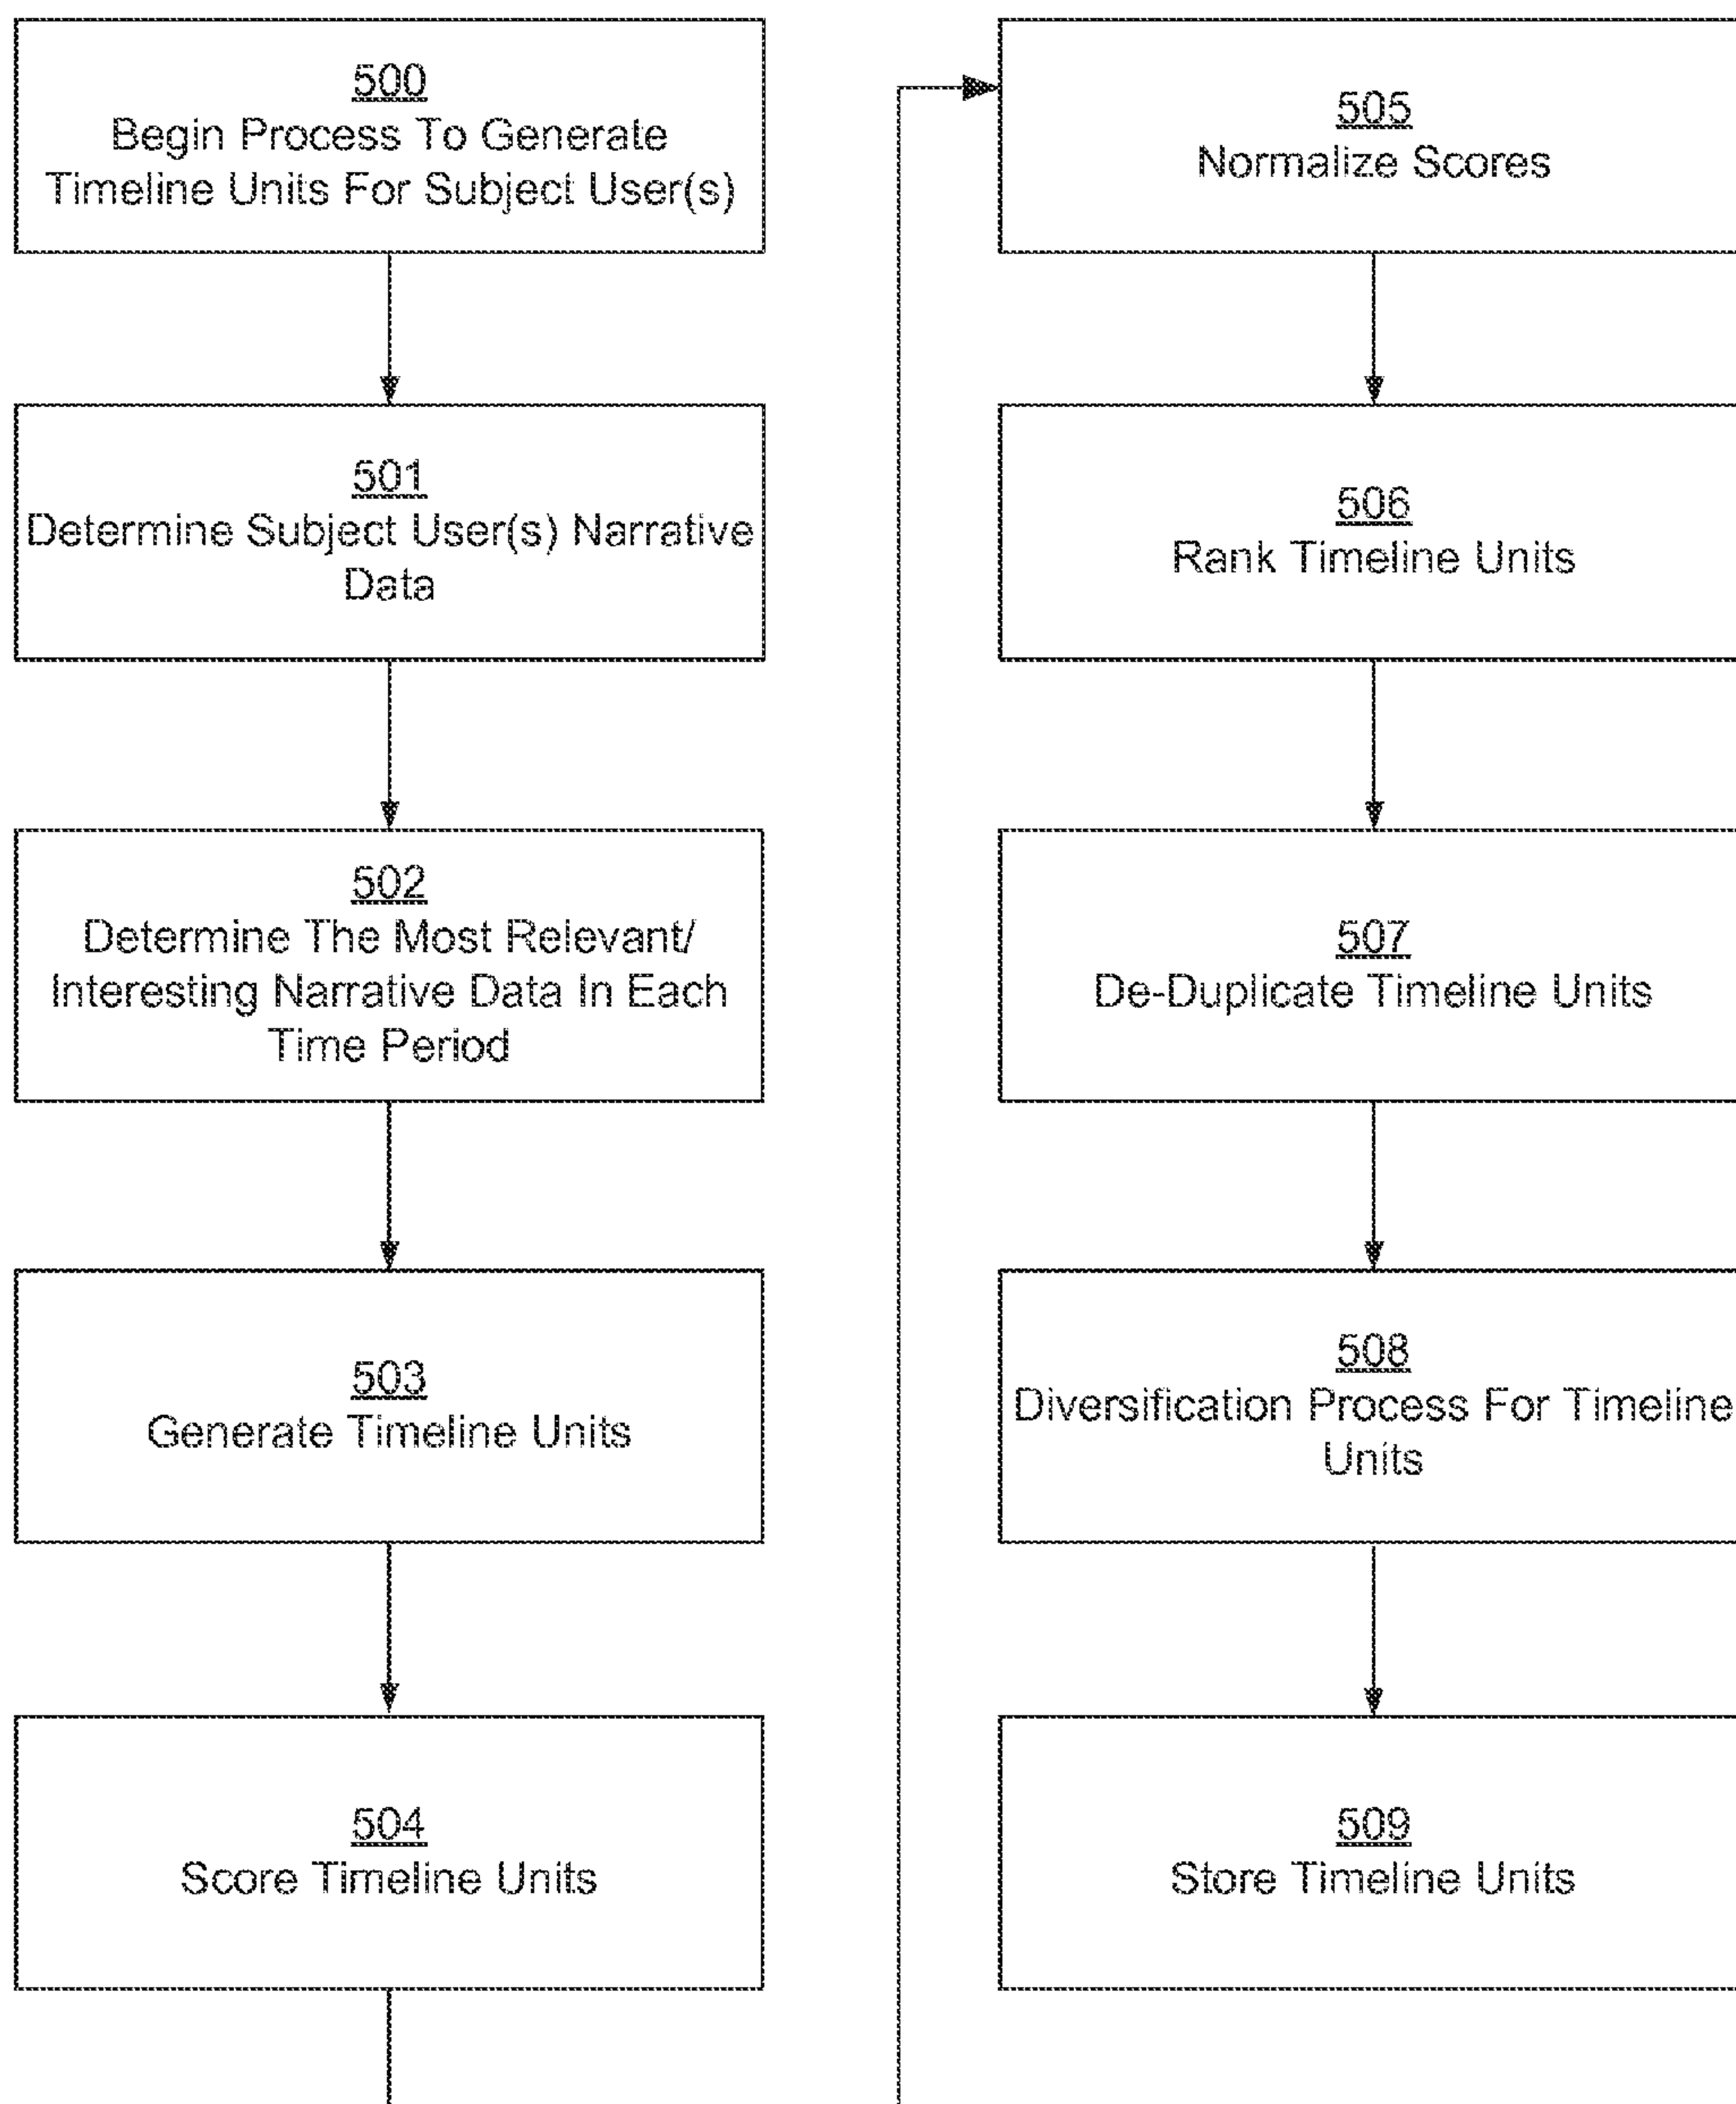 500
Begin Process To Generate
Timeline Units For Subject User(s)
501
Determine Subject User(s) Narrative
Data
502
Determine The Most Relevant/
Interesting Narrative Data In Each
Time Period
503
Generate Timeline Units
504
Score Timeline Units
505
Normalize Scores
506
Rank Timeline Units
507
De-Duplicate Timeline Units
508
Diversification Process For Timeline
Units
509
Store Timeline Units